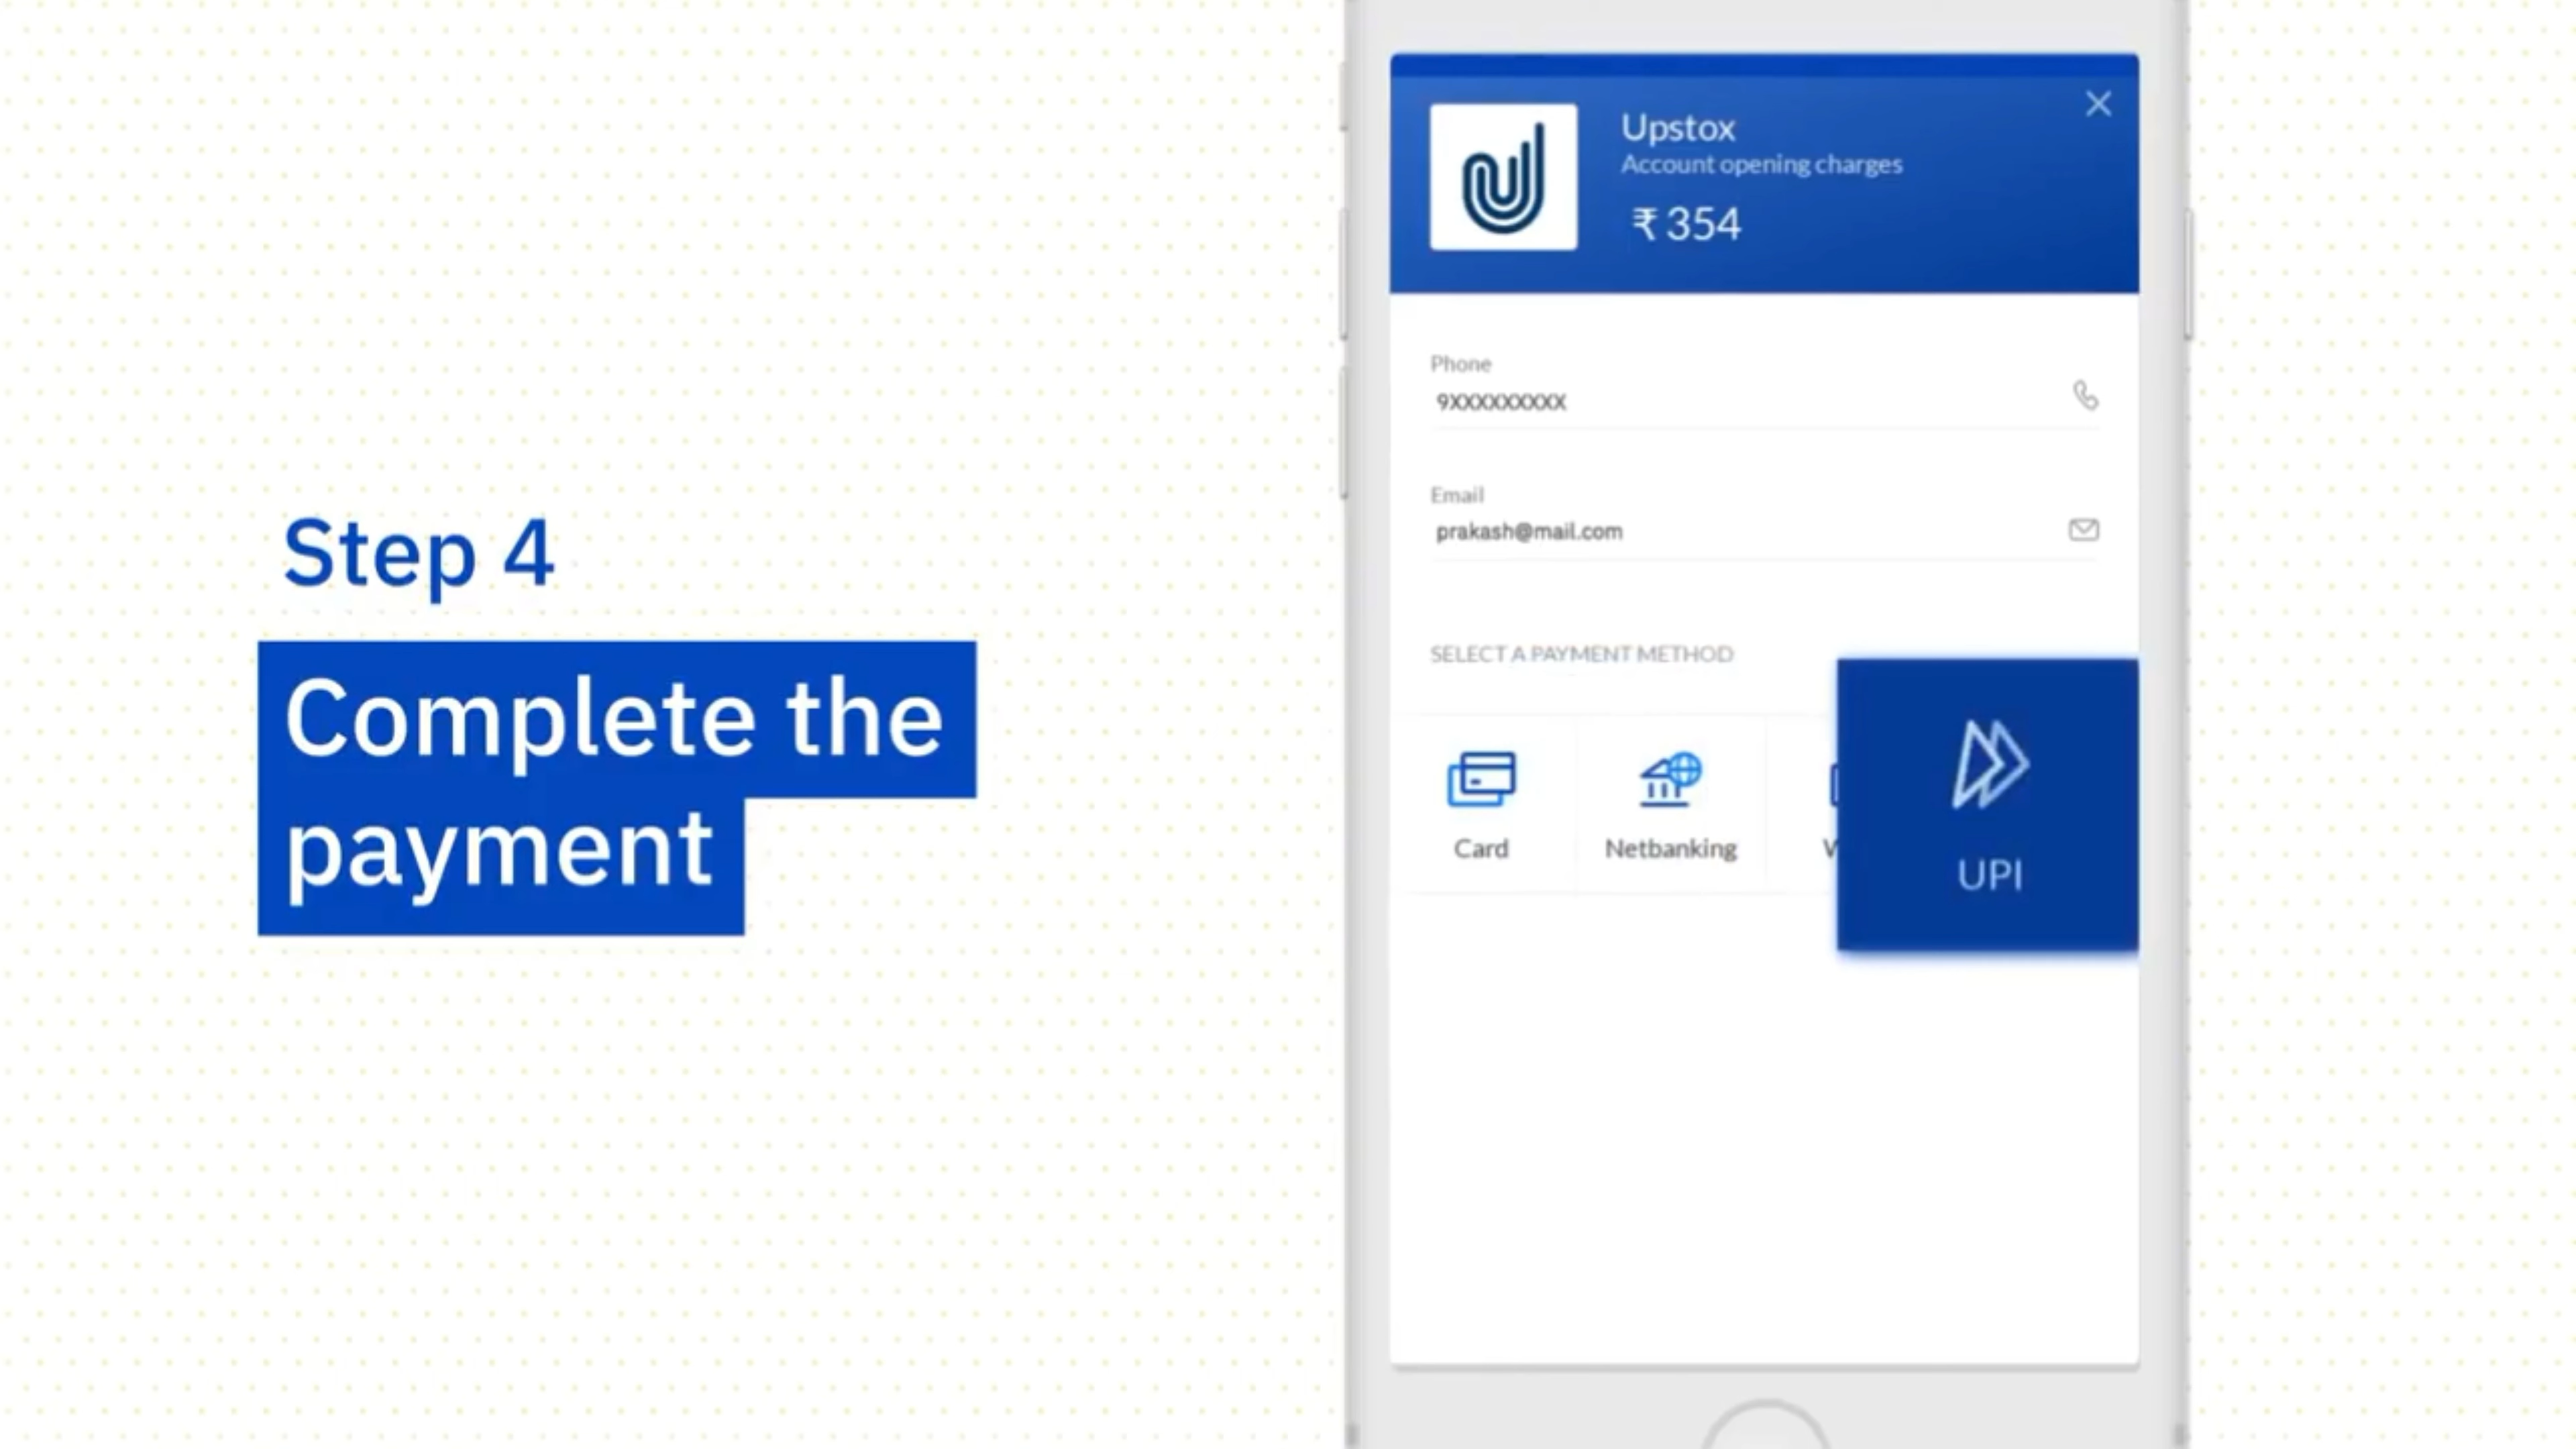 Step 4
Complete the
payment
Upstox
Account opening charges
₹ 354
Phone
9XXXXXXXXX
Email
prakash@mail.com
SELECT A PAYMENT METHOD
Card
Netbanking
UPI